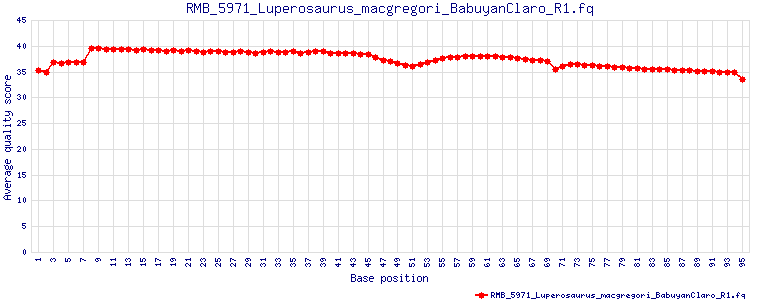 RMB_5971_Luperosaurus_macgregori_BabuyanClaro_R1.fq
Average quality score
45
40
35
30
25
20
15
10
5
0
1 3 5 7 9 11 13 15 17 19 21 23 25 27 29 31 33 35 37 39 41 43 45 47 49 51 53 55 57 59 61 63 65 67 69 71 73 75 77 79 81 83 85 87 89 91 93 95
Base position
RMB_5971_Luperosaurus_macgregori_BabuyanClaro_R1.fq